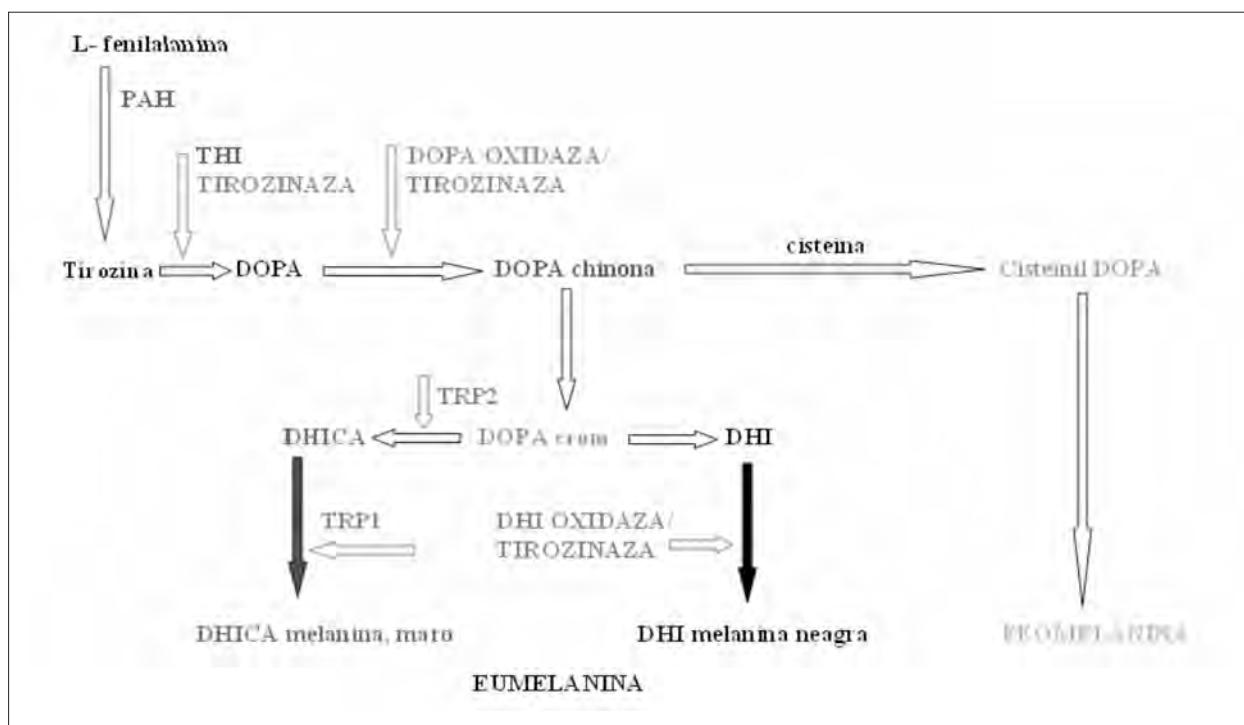 L- fenilalanina
PAH
THI
TIROZINAZA
DOPA OXIDAZA/
TIROZINAZA
Tirozina
DOPA
DOPA chinona
cisteina
Cisteinil DOPA
TRP2
DHICA
DOPA crom
DHI
TRP1
DHI OXIDAZA/
TIROZINAZA
DHICA melanina, maro
DHI melanina neagra
FEOMELANINA
EUMELANINA